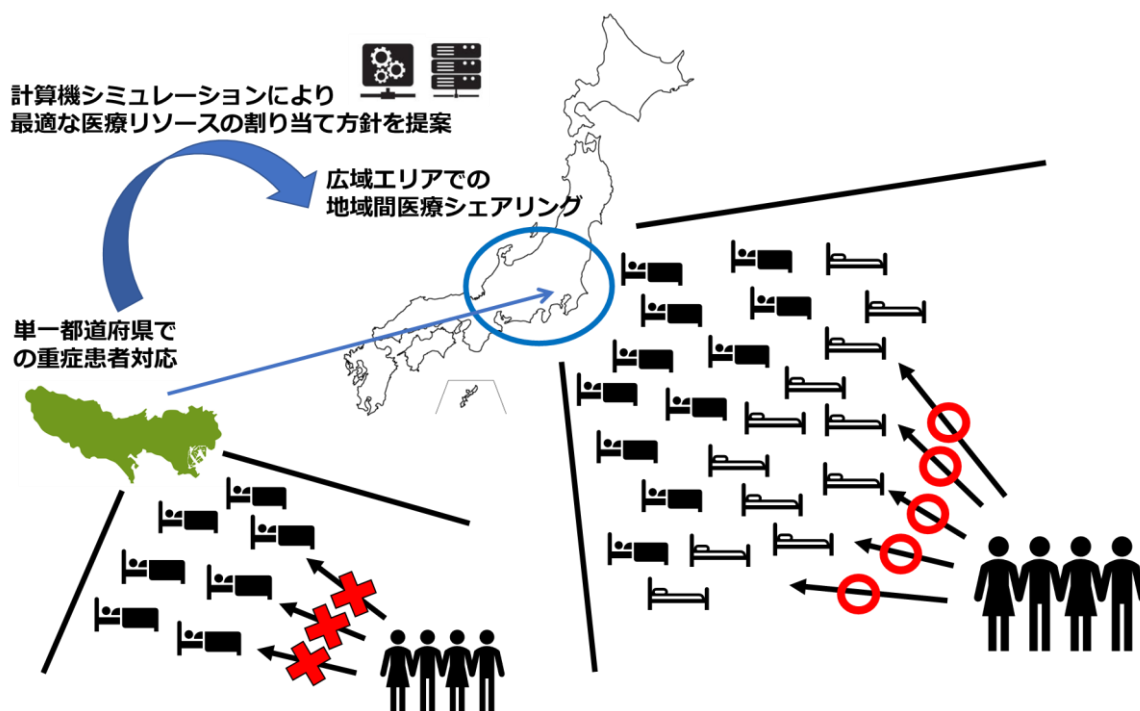 計算機シミュレーションにより
最適な医療リソースの割り当て方針を提案
広域エリアでの
地域間医療シェアリング
単一都道府県で
の重症患者対応